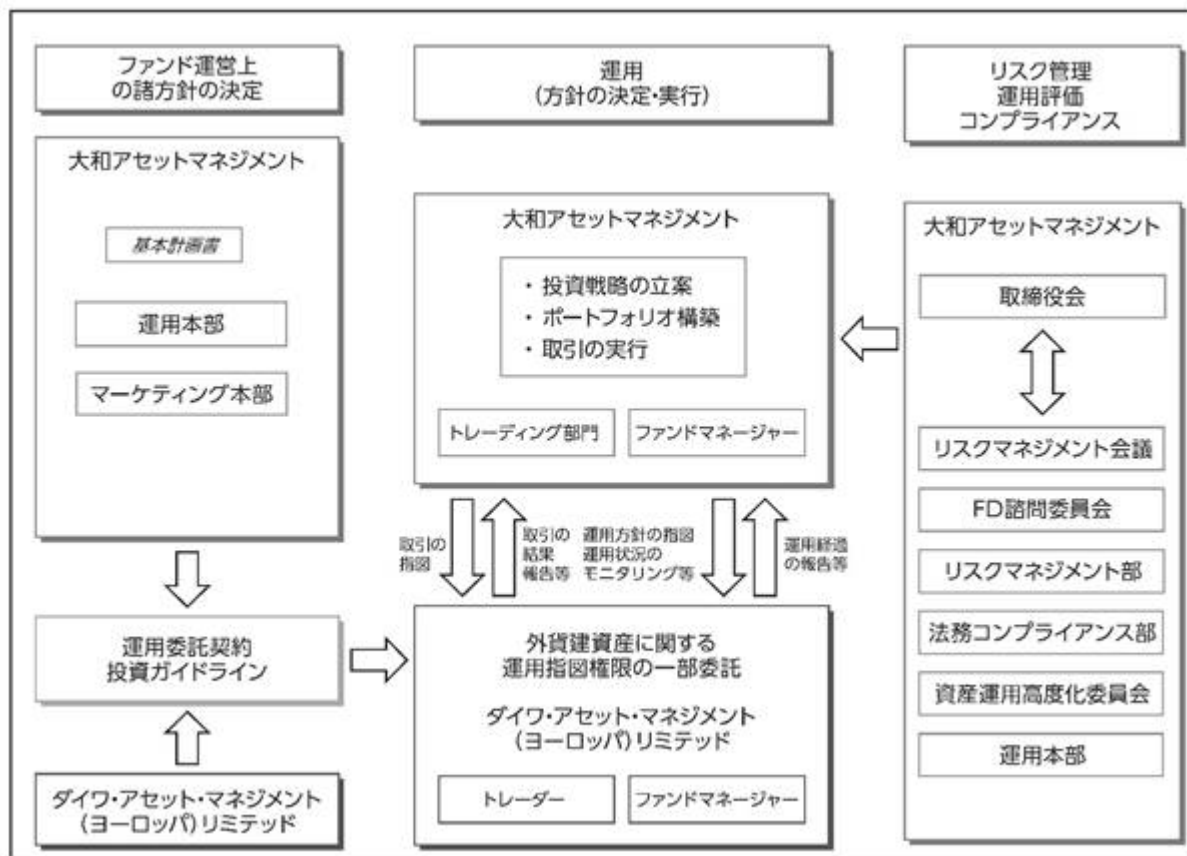 ファンド運営上
の諸方針の決定
大和アセットマネジメント
基本計画書
運用本部
マーケティング本部
運用委託契約
投資ガイドライン
ダイワ・アセット・マネジメント
(ヨーロッパ)リミテッド
運用
(方針の決定・実行)
大和アセットマネジメント
・ 投資戦略の立案
・ ポートフォリオ構築
・ 取引の実行
トレーディング部門
ファンドマネージャー
取引の
指図
取引の
結果
報告等
運用方針の指図
運用状況の
モニタリング等
運用経過
の報告等
外貨建資産に関する
運用指図権限の一部委託
ダイワ・アセット・マネジメント
(ヨーロッパ)リミテッド
トレーダー
ファンドマネージャー
リスク管理
運用評価
コンプライアンス
大和アセットマネジメント
取締役会
リスクマネジメント会議
FD諮問委員会
リスクマネジメント部
法務コンプライアンス部
資産運用高度化委員会
運用本部